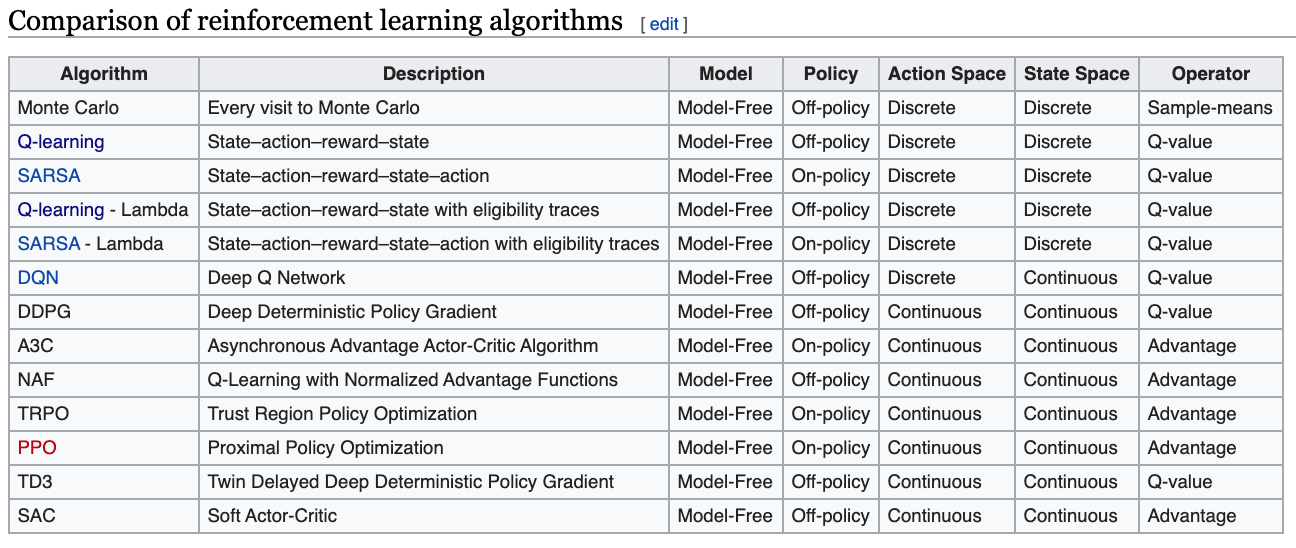 Comparison of reinforcement learning algorithms [ edit ]
Algorithm Description Model Policy Action Space State Space Operator
Monte Carlo Every visit to Monte Carlo Model-Free Off-policy Discrete Discrete Sample-means
Q-learning State–action–reward–state Model-Free Off-policy Discrete Discrete Q-value
SARSA State–action–reward–state–action Model-Free On-policy Discrete Discrete Q-value
Q-learning - Lambda State–action–reward–state with eligibility traces Model-Free Off-policy Discrete Discrete Q-value
SARSA - Lambda State–action–reward–state–action with eligibility traces Model-Free On-policy Discrete Discrete Q-value
DQN Deep Q Network Model-Free Off-policy Discrete Continuous Q-value
DDPG Deep Deterministic Policy Gradient Model-Free Off-policy Continuous Continuous Q-value
A3C Asynchronous Advantage Actor-Critic Algorithm Model-Free On-policy Continuous Continuous Advantage
NAF Q-Learning with Normalized Advantage Functions Model-Free Off-policy Continuous Continuous Advantage
TRPO Trust Region Policy Optimization Model-Free On-policy Continuous Continuous Advantage
PPO Proximal Policy Optimization Model-Free On-policy Continuous Continuous Advantage
TD3 Twin Delayed Deep Deterministic Policy Gradient Model-Free Off-policy Continuous Continuous Q-value
SAC Soft Actor-Critic Model-Free Off-policy Continuous Continuous Advantage